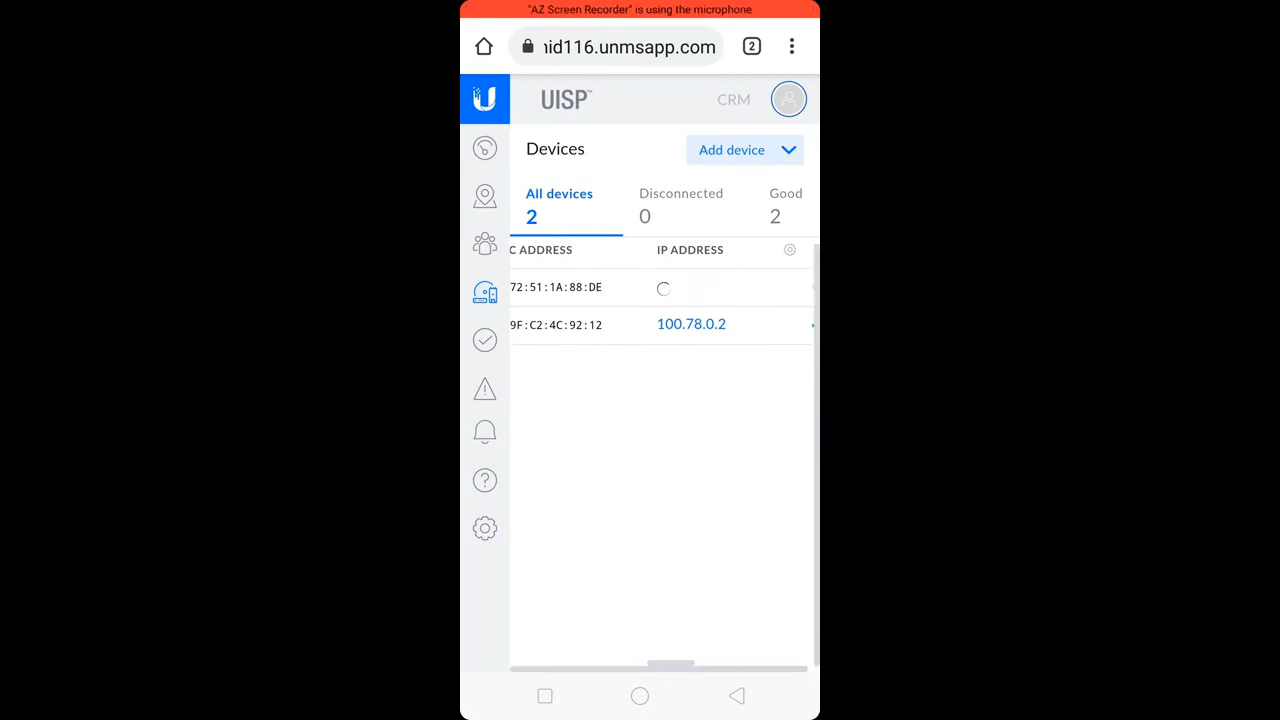 "AZ Screen Recorder" is using the microphone
nid116.unmsapp.com
2
UISP™
CRM
Devices
Add device
All devices
Disconnected
Good
2
0
2
C ADDRESS
IP ADDRESS
72:51:1A:88:DE
9F:C2:4C:92:12
100.78.0.2